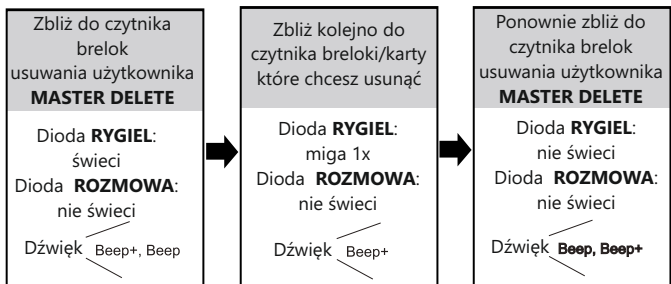 Zbliż do czytnika
brelok
usuwania użytkownika
MASTER DELETE
Dioda RYGIEL:
świeci
Dioda ROZMOWA:
nie świeci
Dźwięk Beep+, Beep
Zbliż kolejno do
czytnika breloki/karty
które chcesz usunąć
Dioda RYGIEL:
miga 1x
Dioda ROZMOWA:
nie świeci
Dźwięk Beep+
Ponownie zbliż do
czytnika brelok
usuwania użytkownika
MASTER DELETE
Dioda RYGIEL:
nie świeci
Dioda ROZMOWA:
nie świeci
Dźwięk Beep, Beep+